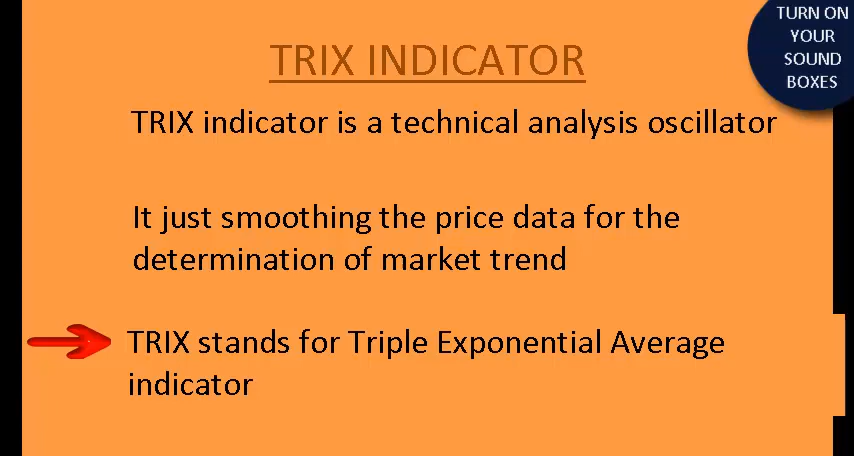 TURN ON
YOUR
SOUND
BOXES
TRIX INDICATOR
TRIX indicator is a technical analysis oscillator
It just smoothing the price data for the
determination of market trend
TRIX stands for Triple Exponential Average
indicator